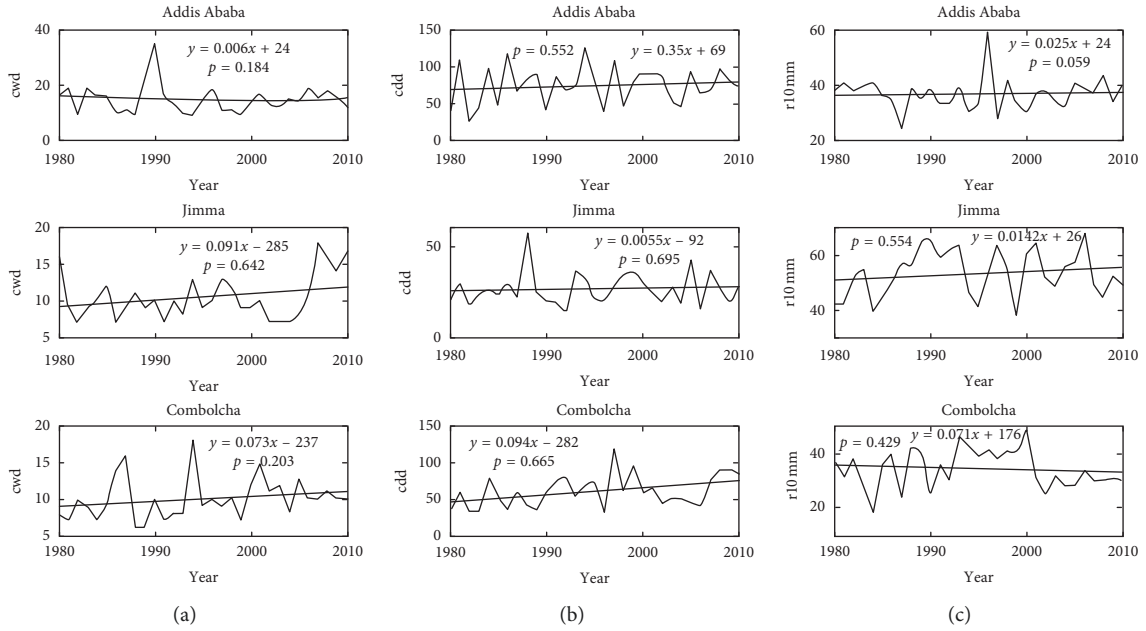 Addis Ababa
y = 0.006x + 24
p = 0.184
cwd
40
20
0
1980
1990
2000
2010
Year
Jimma
y = 0.091x – 285
p = 0.642
cwd
20
15
10
5
1980
1990
2000
2010
Year
Combolcha
y = 0.073x – 237
p = 0.203
cwd
20
15
10
5
1980
1990
2000
2010
Year
(a)
Addis Ababa
p = 0.552
y = 0.35x + 69
cdd
150
100
50
0
1980
1990
2000
2010
Year
Jimma
y = 0.0055x – 92
p = 0.695
cdd
50
0
1980
1990
2000
2010
Year
Combolcha
y = 0.094x – 282
p = 0.665
cdd
150
100
50
0
1980
1990
2000
2010
Year
(b)
Addis Ababa
y = 0.025x + 24
p = 0.059
r10 mm
60
40
20
1980
1990
2000
2010
Year
Jimma
p = 0.554
y = 0.0142x + 26
r10 mm
60
40
1980
1990
2000
2010
Year
Combolcha
p = 0.429
y = 0.071x + 176
r10 mm
40
20
1980
1990
2000
2010
Year
(c)